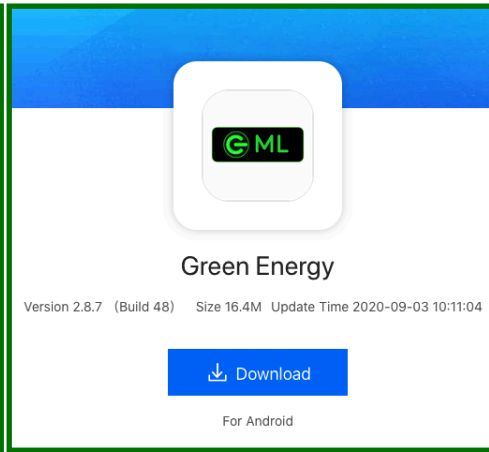 GML
Green Energy
Version 2.8.7 (Build 48) Size 16.4M Update Time 2020-09-03 10:11:04
Download
For Android